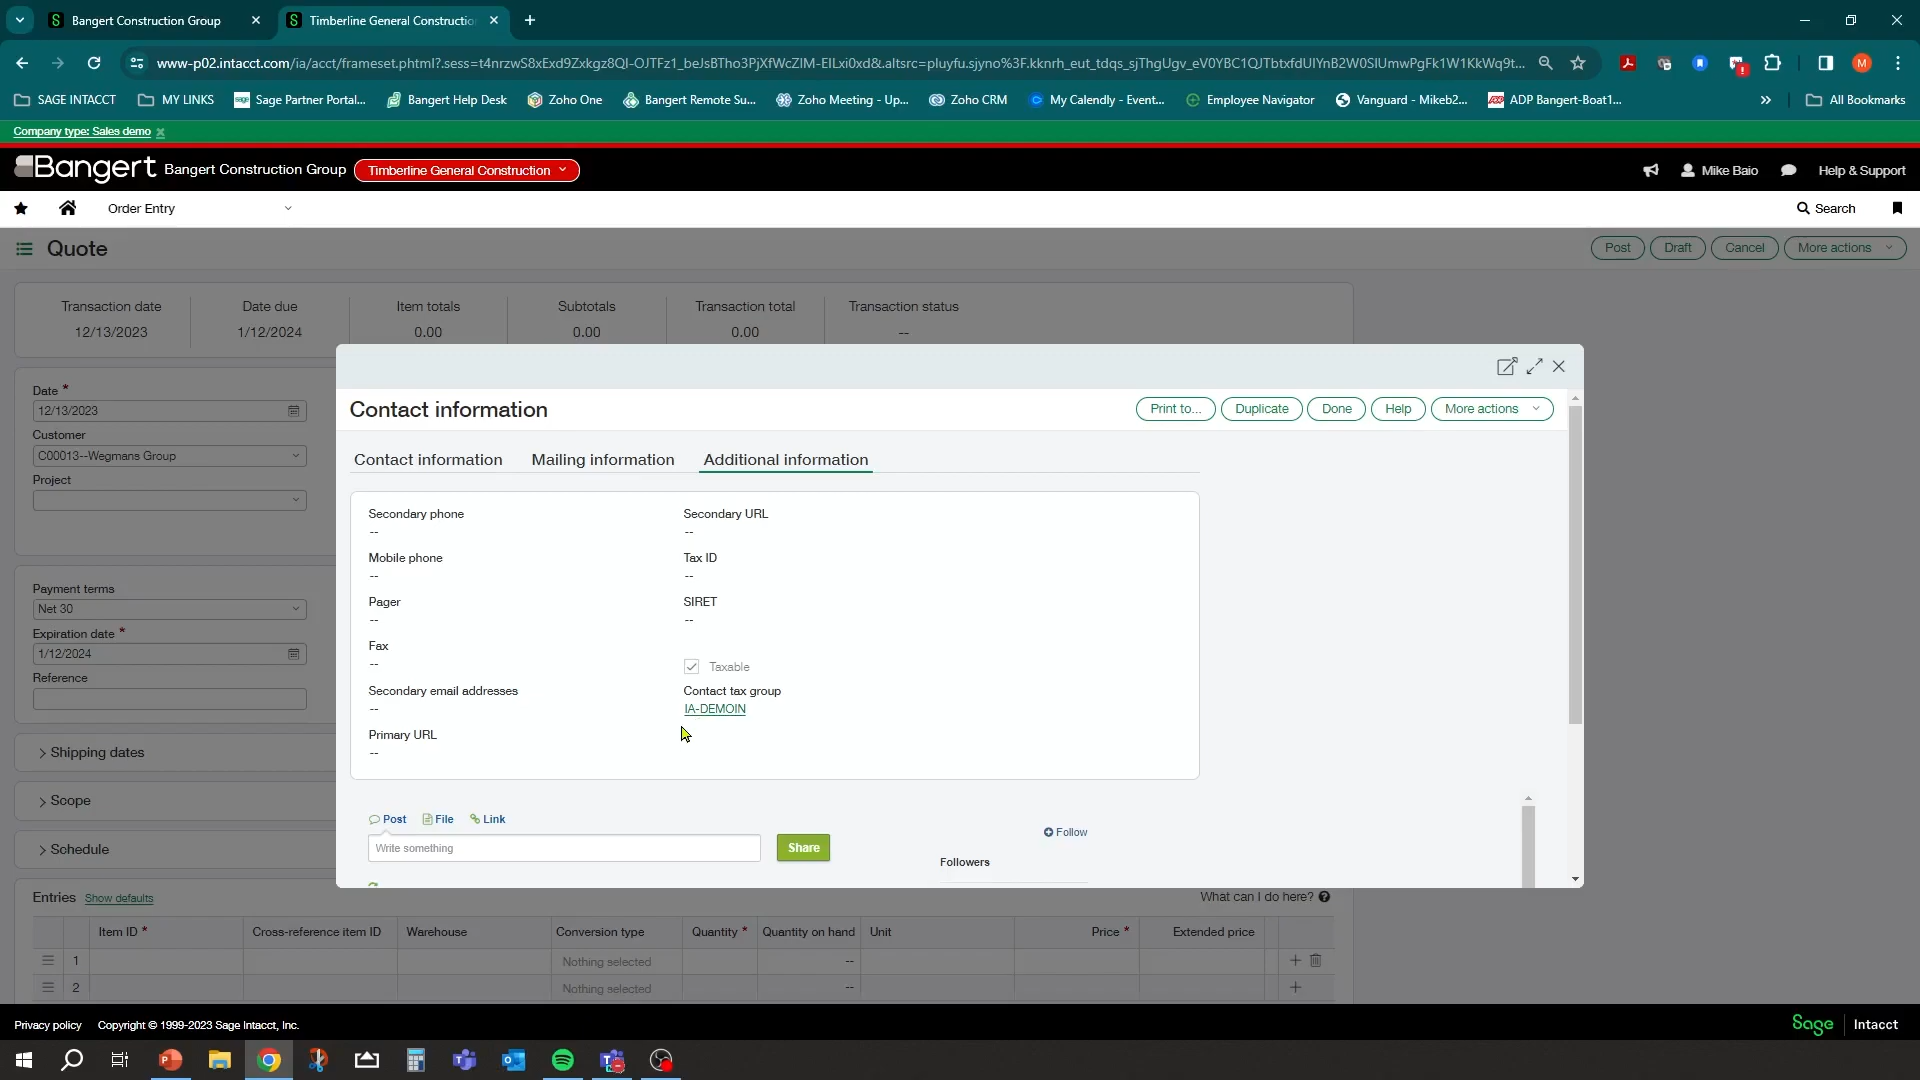 Bangert Construction Group
Timberline General Constructio
www-p02.intacct.com/ia/acct/frameset.phtml?.sess=t4nrzwS8xExd9Zxkgz8QI-OJTFz1_beJsBTho3PjXfWcZIM-EILxi0xd&.altsrc=pluyfu.sjyno%3F.kknrh_eut_tdqs_sjThgUgv_eV0YBC1QJTbtxfdUIYnB2W0SIUmwPgFk1W1KkWq9t...
SAGE INTACCT
MY LINKS
Sage Partner Portal...
Bangert Help Desk
Zoho One
Bangert Remote Su...
Zoho Meeting - Up...
Zoho CRM
My Calendly - Event...
Employee Navigator
Vanguard - Mikeb2...
ADP Bangert-Boat1...
All Bookmarks
Company type: Sales demo
Bangert Bangert Construction Group Timberline General Construction
Mike Baio
Help & Support
Order Entry
Search
Quote
Post Draft Cancel More actions
Transaction date Date due Item totals Subtotals Transaction total Transaction status
12/13/2023 1/12/2024 0.00 0.00 0.00 --
Date *
12/13/2023
Customer
C00013--Wegmans Group
Project
Payment terms
Net 30
Expiration date *
1/12/2024
Reference
Shipping dates
Scope
Schedule
Contact information
Print to... Duplicate Done Help More actions
Contact information Mailing information Additional information
Secondary phone
--
Mobile phone
--
Pager
--
Fax
--
Secondary email addresses
--
Primary URL
--
Secondary URL
--
Tax ID
--
SIRET
--
Taxable
Contact tax group
IA-DEMOIN
Post File Link
Write something
Share
Follow
Followers
Entries Show defaults
What can I do here?
Item ID * Cross-reference item ID Warehouse Conversion type Quantity * Quantity on hand Unit Price * Extended price
1 Nothing selected --
2 Nothing selected --
Privacy policy Copyright © 1999-2023 Sage Intacct, Inc.
Sage Intacct